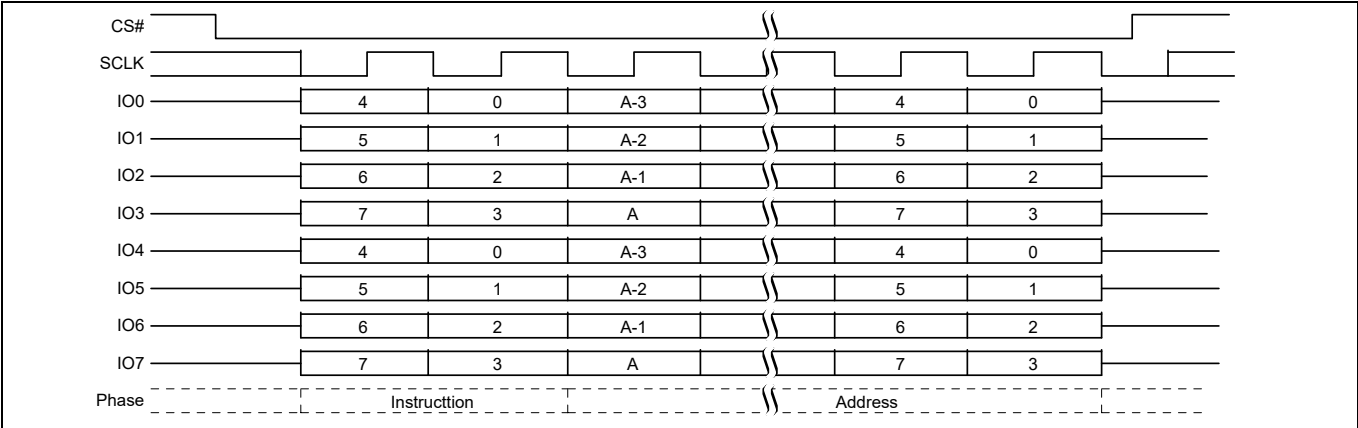 CS#
SCLK
IO0 4 0 A-3 4 0
IO1 5 1 A-2 5 1
IO2 6 2 A-1 6 2
IO3 7 3 A 7 3
IO4 4 0 A-3 4 0
IO5 5 1 A-2 5 1
IO6 6 2 A-1 6 2
IO7 7 3 A 7 3
Phase Instructtion Address